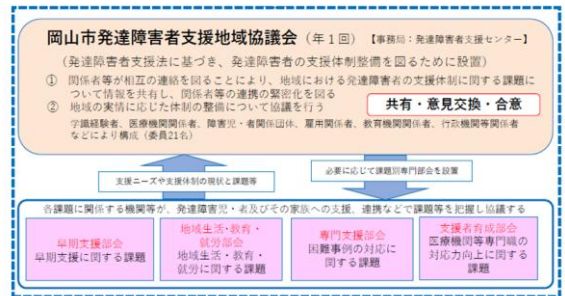 岡山市発達障害者支援地域協議会（年１回）【事務局：発達障害者支援センター】
（発達障害者支援法に基づき、発達障害者の支援体制整備を図るために設置）
① 関係者等が相互の連絡を図ることにより、地域における発達障害者の支援体制に関する課題
について情報を共有し、関係者等の連携の緊密化を図る
② 地域の実情に応じた体制の整備について協議を行う
共有・意見交換・合意
学識経験者、医療機関関係者、障害児・者関係団体、雇用関係者、教育機関関係者、行政機関等関係者
などにより構成（委員21名）
支援ニーズや支援体制の現状と課題等
必要に応じて課題別専門部会を設置
各課題に関係する機関等が、発達障害児・者及びその家族への支援、連携などで課題等を把握し協議する
早期支援部会
早期支援に関する課題
地域生活・教育・
就労部会
地域生活・教育・
就労に関する課題
専門支援部会
困難事例の対応に
関する課題
支援者育成部会
医療機関等専門職の
対応力向上に関する
課題